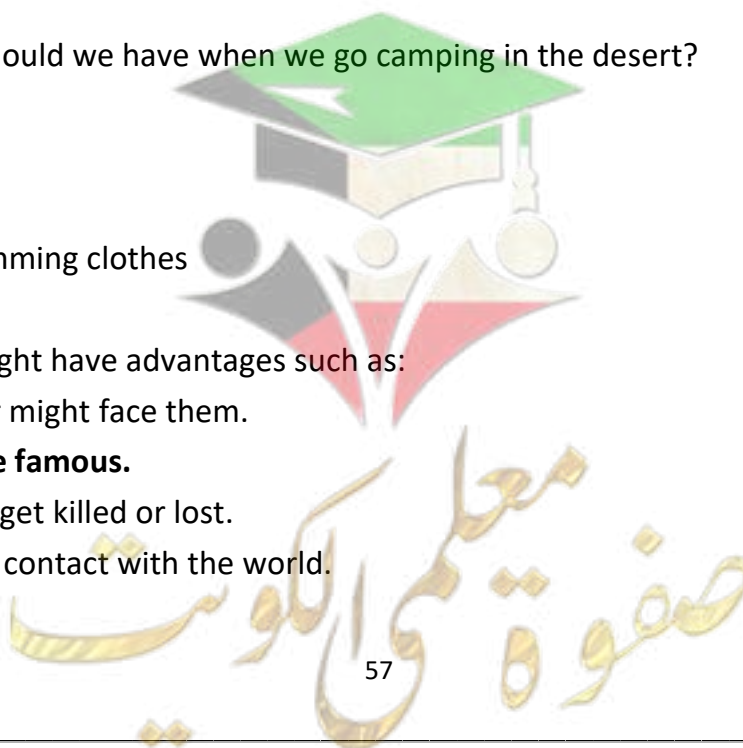 ould we have when we go camping in the desert?
mming clothes
ght have advantages such as:
might face them.
e famous.
get killed or lost.
contact with the world.
صفوة معلمي الكويت
57